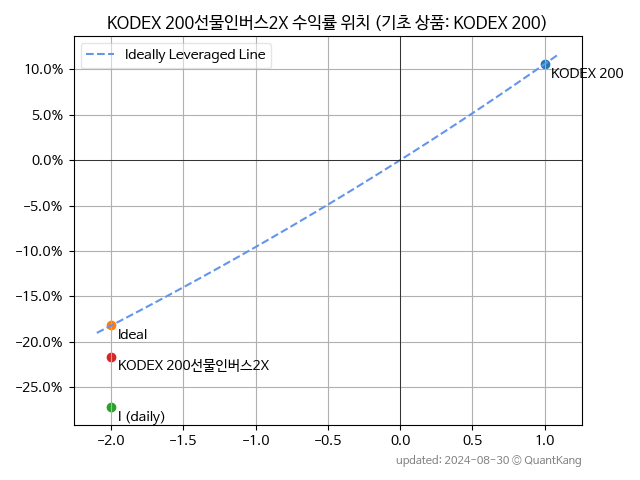 KODEX 200선물인버스2X 수익률 위치 (기초 상품: KODEX 200)
Ideally Leveraged Line
10.0%
5.0%
0.0%
−5.0%
−10.0%
−15.0%
−20.0%
−25.0%
KODEX 200
Ideal
KODEX 200선물인버스2X
I (daily)
−2.0 −1.5 −1.0 −0.5 0.0 0.5 1.0
updated: 2024-08-30 © QuantKang